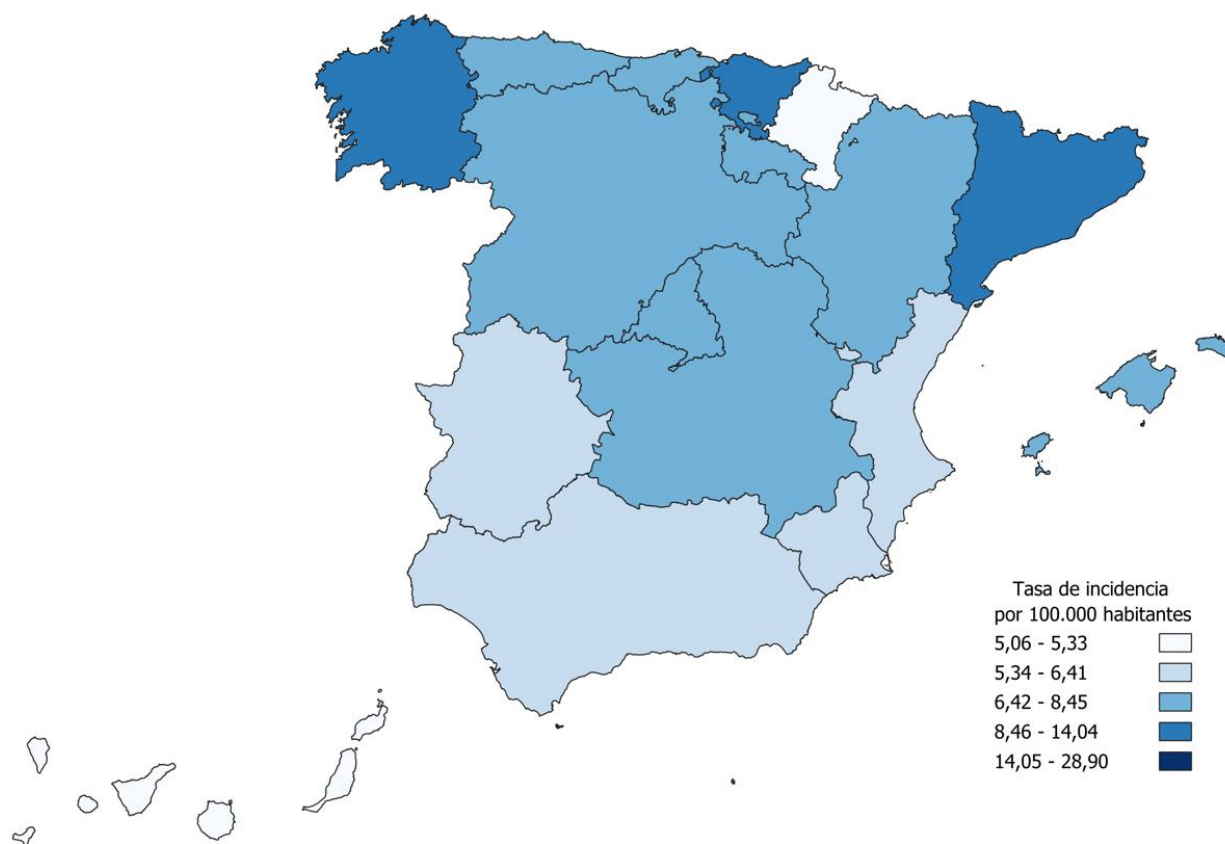 Tasa de incidencia
por 100.000 habitantes
5,06 - 5,33
5,34 - 6,41
6,42 - 8,45
8,46 - 14,04
14,05 - 28,90